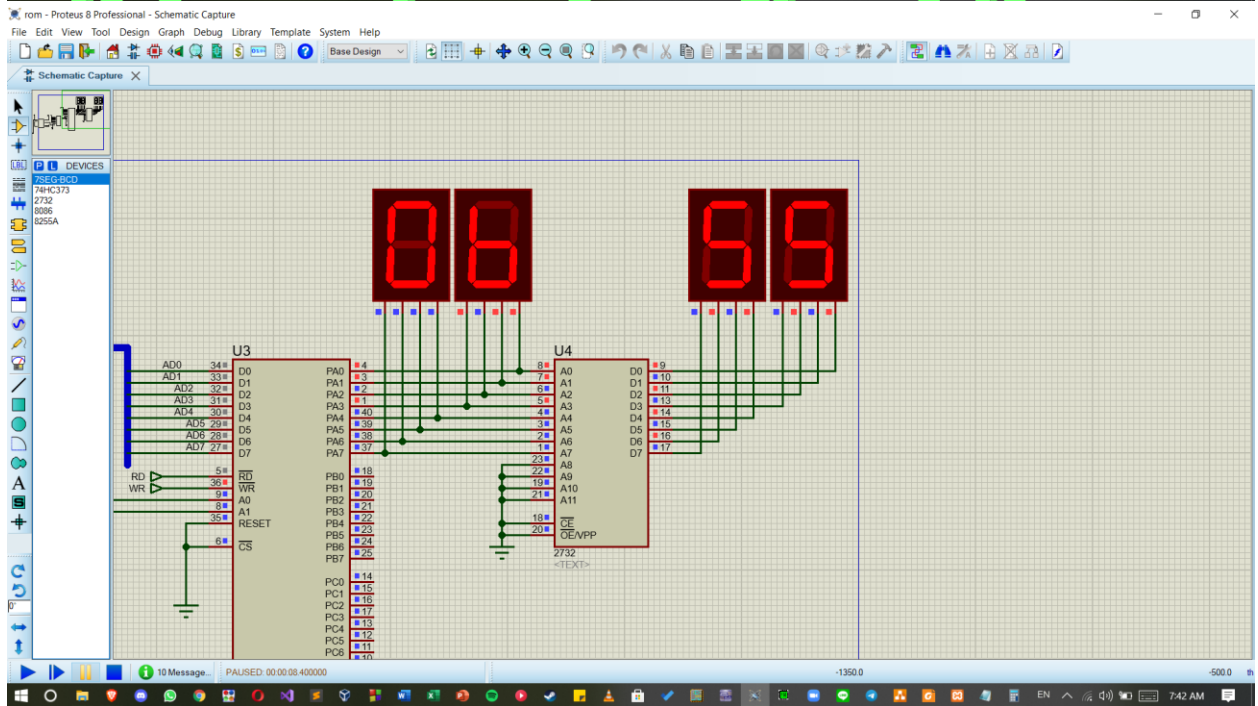 rom - Proteus 8 Professional - Schematic Capture
File Edit View Tool Design Graph Debug Library Template System Help
Base Design
Schematic Capture
P L DEVICES
7SEG-BCD
74HC373
2732
8086
8255A
0b 55
U3 U4
AD0 34 D0 PA0 4 8 A0 D0 9
AD1 33 D1 PA1 3 7 A1 D1 10
AD2 32 D2 PA2 2 6 A2 D2 11
AD3 31 D3 PA3 1 5 A3 D3 13
AD4 30 D4 PA4 40 4 A4 D4 14
AD5 29 D5 PA5 39 3 A5 D5 15
AD6 28 D6 PA6 38 2 A6 D6 16
AD7 27 D7 PA7 37 1 A7 D7 17
23 A8
RD 5 RD PB0 18 22 A9
WR 36 WR PB1 19 19 A10
9 A0 PB2 20 21 A11
8 A1 PB3 21
35 RESET PB4 22 18 CE
PB5 23 20 OE/VPP
6 CS PB6 24
PB7 25 2732
<TEXT>
PC0 14
PC1 15
PC2 16
PC3 17
PC4 13
PC5 12
PC6 11
10
0°
10 Message...
PAUSED: 00:00:08.400000
-1350.0
-500.0 th
EN
7:42 AM